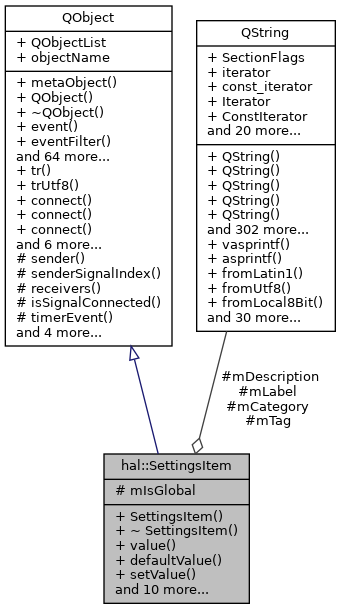 QObject
+ QObjectList
+ objectName
+ metaObject()
+ QObject()
+ ~QObject()
+ event()
+ eventFilter()
and 64 more...
+ tr()
+ trUtf8()
+ connect()
+ connect()
+ connect()
and 6 more...
# sender()
# senderSignalIndex()
# receivers()
# isSignalConnected()
# timerEvent()
and 4 more...
QString
+ SectionFlags
+ iterator
+ const_iterator
+ Iterator
+ ConstIterator
and 20 more...
+ QString()
+ QString()
+ QString()
+ QString()
+ QString()
and 302 more...
+ vasprintf()
+ asprintf()
+ fromLatin1()
+ fromUtf8()
+ fromLocal8Bit()
and 30 more...
#mDescription
#mLabel
#mCategory
#mTag
hal::SettingsItem
# mIsGlobal
+ SettingsItem()
+ ~ SettingsItem()
+ value()
+ defaultValue()
+ setValue()
and 10 more...